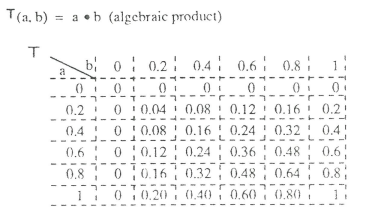 T(a, b) = a • b (algebraic product)
T
a b 0 0.2 0.4 0.6 0.8 1
0 0 0 0 0 0 0
0.2 0 0.04 0.08 0.12 0.16 0.2
0.4 0 0.08 0.16 0.24 0.32 0.4
0.6 0 0.12 0.24 0.36 0.48 0.6
0.8 0 0.16 0.32 0.48 0.64 0.8
1 0 0.20 0.40 0.60 0.80 1